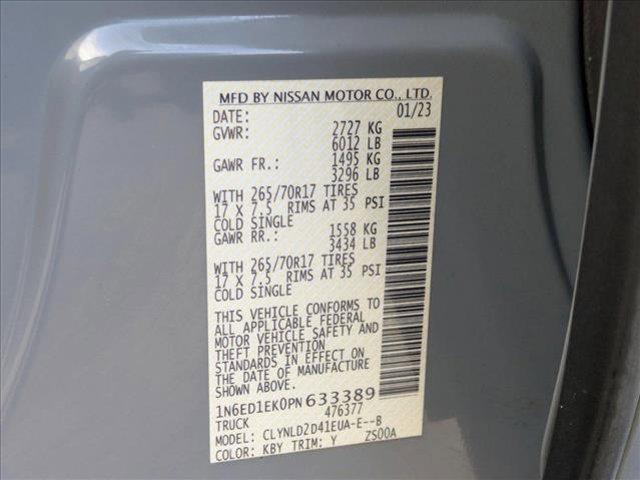 MFD BY NISSAN MOTOR CO., LTD.
DATE: 01/23
GVWR: 2727 KG
6012 LB
GAWR FR.: 1495 KG
3296 LB
WITH 265/70R17 TIRES
17 X 7.5 RIMS AT 35 PSI
COLD SINGLE
GAWR RR.: 1558 KG
3434 LB
WITH 265/70R17 TIRES
17 X 7.5 RIMS AT 35 PSI
COLD SINGLE
THIS VEHICLE CONFORMS TO
ALL APPLICABLE FEDERAL
MOTOR VEHICLE SAFETY AND
THEFT PREVENTION
STANDARDS IN EFFECT ON
THE DATE OF MANUFACTURE
SHOWN ABOVE.
1N6ED1EK0PN633389
TRUCK 476377
MODEL: CLYNLD2D41EUA-E--B
COLOR: KBY TRIM: Y ZS00A